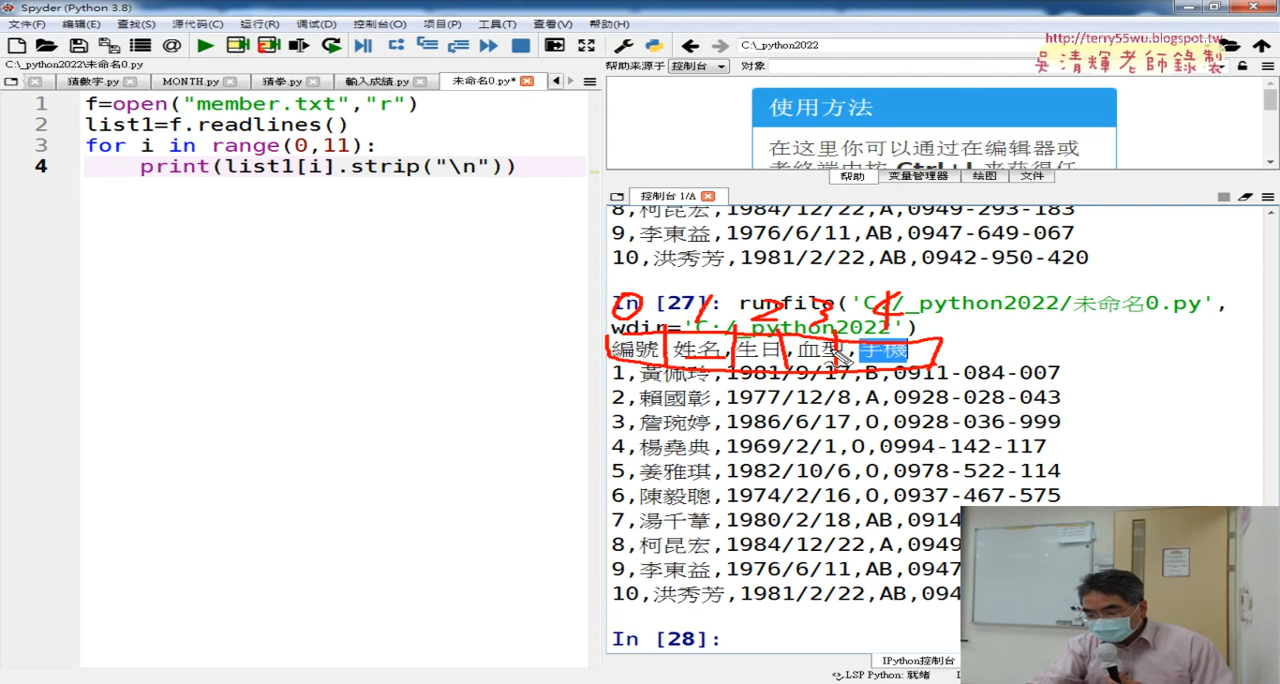 Spyder (Python 3.8)
文件(F) 编辑(E) 查找(S) 源代码(C) 运行(R) 调试(D) 控制台(O) 项目(P) 工具(T) 查看(V) 帮助(H)
C:\_python2022
http://terry55wu.blogspot.tw
吳清輝老師錄製
C:\_python2022\未命名0.py
帮助来源于 控制台 对象
猜數字.py MONTH.py 猜拳.py 輸入成績.py 未命名0.py*
1 f=open("member.txt","r")
2 list1=f.readlines()
3 for i in range(0,11):
4 print(list1[i].strip("\n"))
使用方法
在这里你可以通过在编辑器或
帮助 变量管理器 绘图 文件
控制台 1/A
8,柯昆宏,1984/12/22,A,0949-293-183
9,李東益,1976/6/11,AB,0947-649-067
10,洪秀芳,1981/2/22,AB,0942-950-420
In [27]: runfile('C:/_python2022/未命名0.py',
0 1 2 3 4
wdir='C:/_python2022')
編號,姓名,生日,血型,手機
1,黃佩玲,1981/9/17,B,0911-084-007
2,賴國彰,1977/12/8,A,0928-028-043
3,詹琬婷,1986/6/17,O,0928-036-999
4,楊堯典,1969/2/1,O,0994-142-117
5,姜雅琪,1982/10/6,O,0978-522-114
6,陳毅聰,1974/2/16,O,0937-467-575
7,湯千葦,1980/2/18,AB,0914
8,柯昆宏,1984/12/22,A,0949
9,李東益,1976/6/11,AB,094
10,洪秀芳,1981/2/22,AB,094
In [28]:
IPython控制台
LSP Python: 就绪